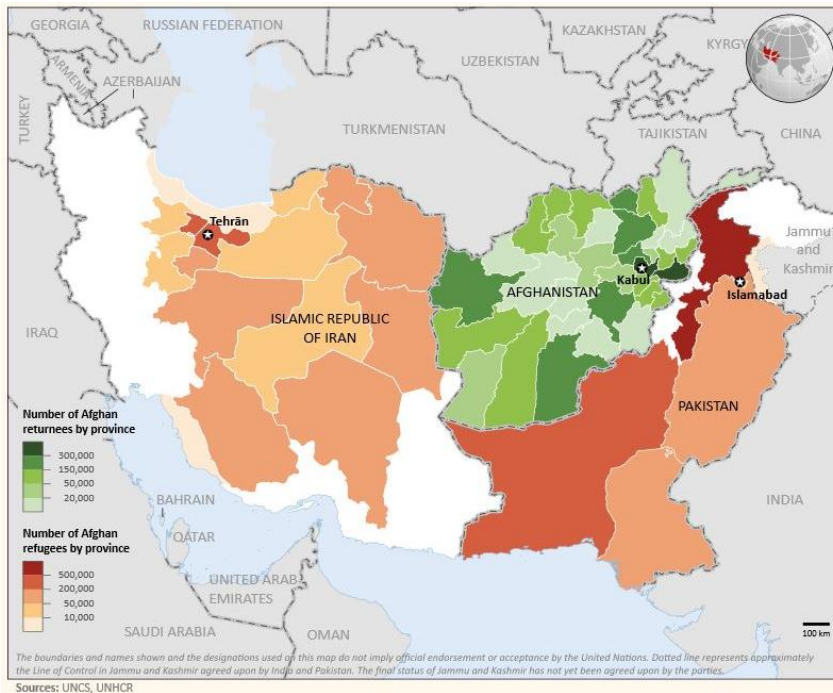 GEORGIA
RUSSIAN FEDERATION
KAZAKHSTAN
KYRGY
ARMENIA
AZERBAIJAN
UZBEKISTAN
TURKEY
TURKMENISTAN
TAJIKISTAN
CHINA
Tehrān
Jammu
and
Kashmir
Kabul
AFGHANISTAN
Islamabad
IRAQ
ISLAMIC REPUBLIC
OF IRAN
PAKISTAN
INDIA
Number of Afghan
returnees by province
300,000
150,000
50,000
20,000
BAHRAIN
QATAR
Number of Afghan
refugees by province
500,000
200,000
50,000
10,000
UNITED ARAB
EMIRATES
SAUDI ARABIA
OMAN
100 km
The boundaries and names shown and the designations used on this map do not imply official endorsement or acceptance by the United Nations. Dotted line represents approximately
the Line of Control in Jammu and Kashmir agreed upon by India and Pakistan. The final status of Jammu and Kashmir has not yet been agreed upon by the parties.
Sources: UNCS, UNHCR